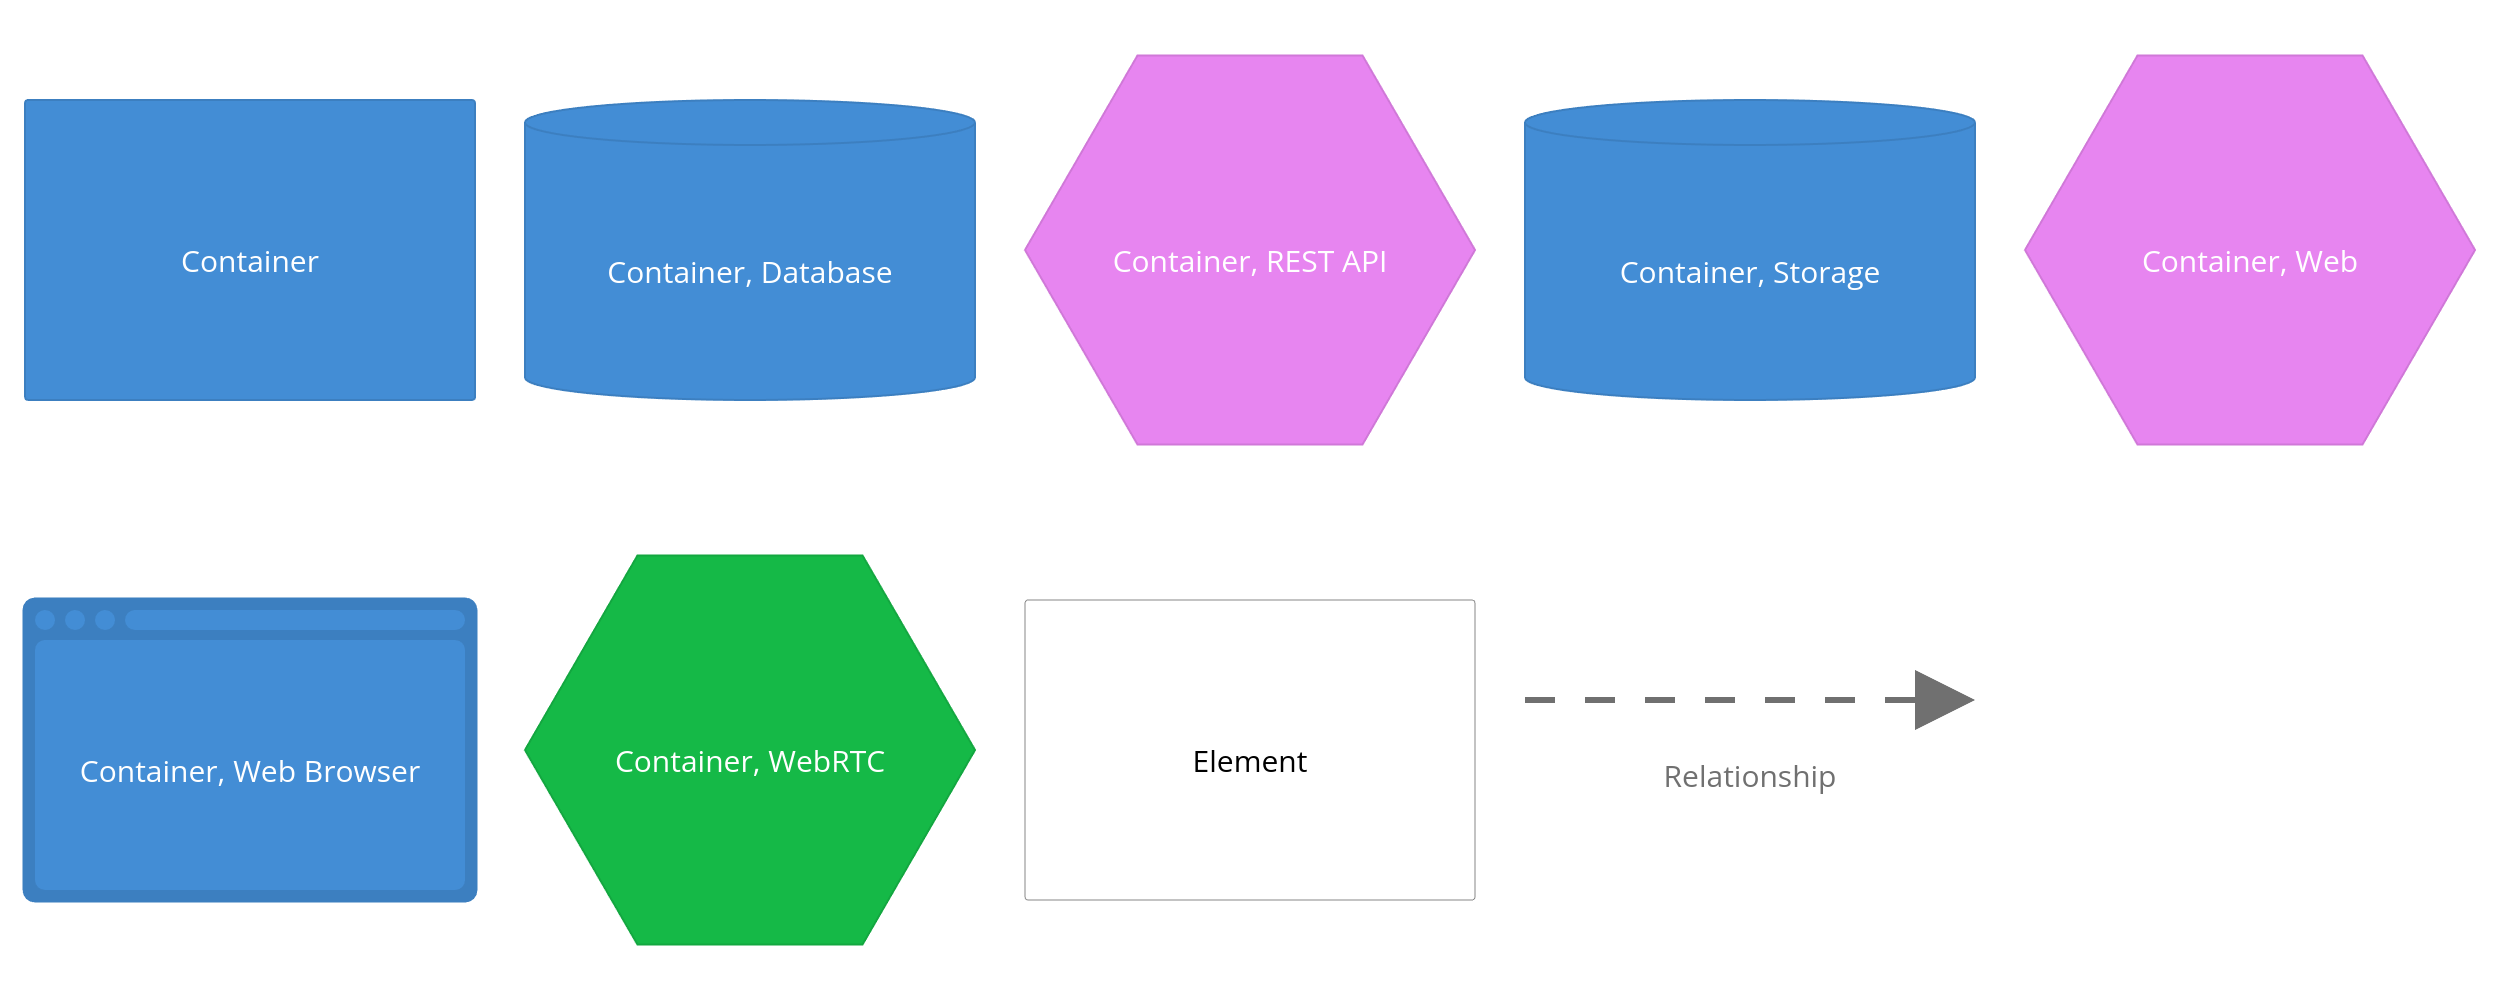 Container
Container, Database
Container, REST API
Container, Storage
Container, Web
Container, Web Browser
Container, WebRTC
Element
Relationship